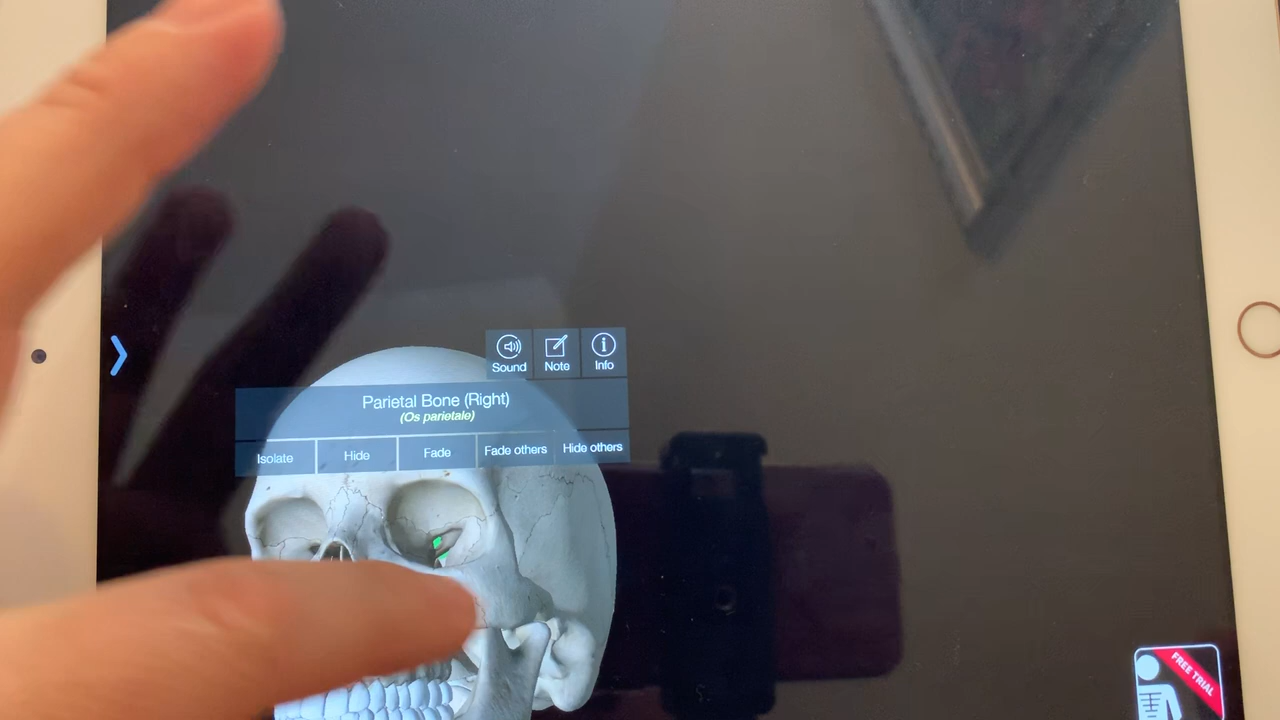 Sound Note Info
Parietal Bone (Right)
(Os parietale)
Isolate Hide Fade Fade others Hide others
FREE TRIAL